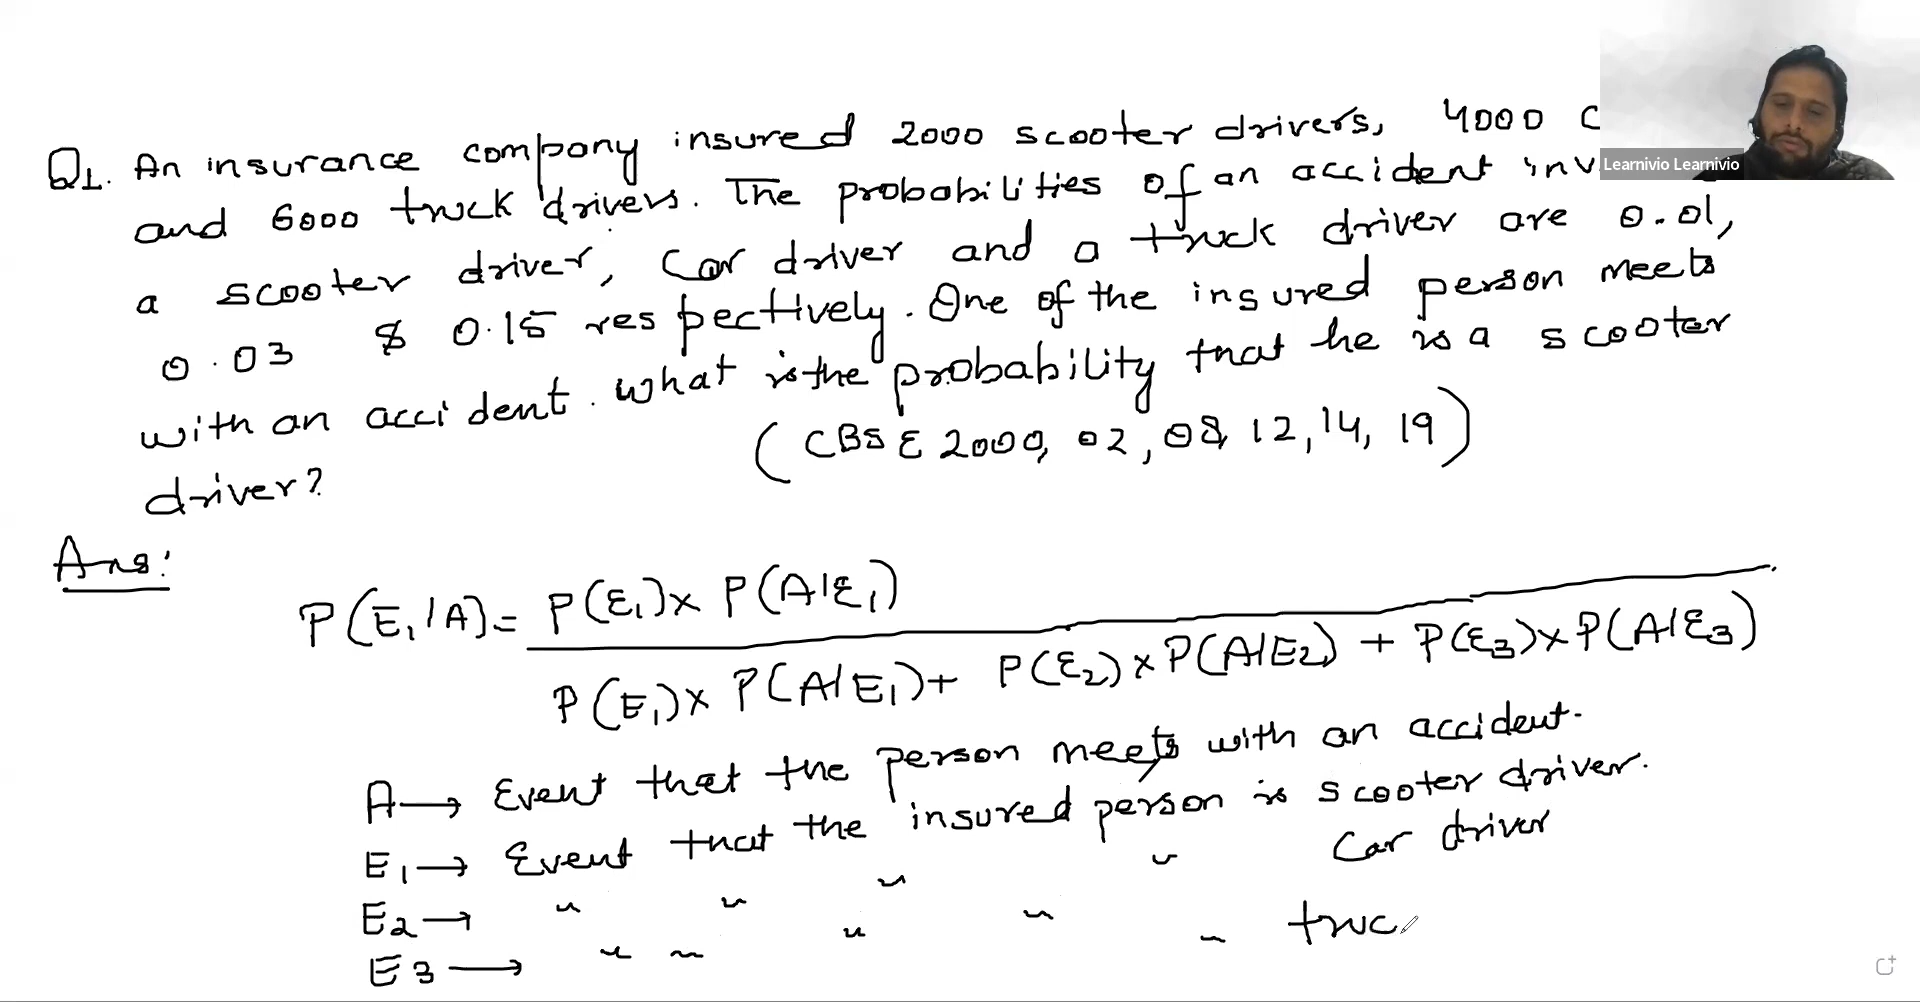 Learnivio Learnivio
Q1. An insurance company insured 2000 scooter drivers, 4000 C
and 6000 truck drivers. The probabilities of an accident inv
a scooter driver, Car driver and a truck driver are 0.01,
0.03 & 0.15 respectively. One of the insured person meets
with an accident. what is the probability that he is a scooter
driver?
(CBSE 2000, 02, 08, 12, 14, 19)
Ans:
P(E₁/A) = P(E₁) × P(A/E₁)
P(E₁) × P(A/E₁) + P(E₂) × P(A/E₂) + P(E₃) × P(A/E₃)
A → Event that the person meets with an accident.
E₁ → Event that the insured person is scooter driver.
E₂ → " " " " Car driver
E₃ → " " " " " truc